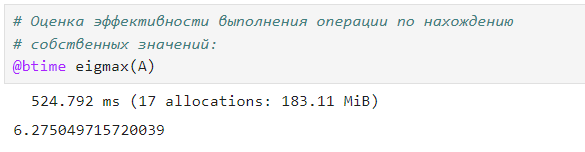 # Оценка эффективности выполнения операции по нахождению
# собственных значений:
@btime eigmax(A)
524.792 ms (17 allocations: 183.11 MiB)
6.275049715720039